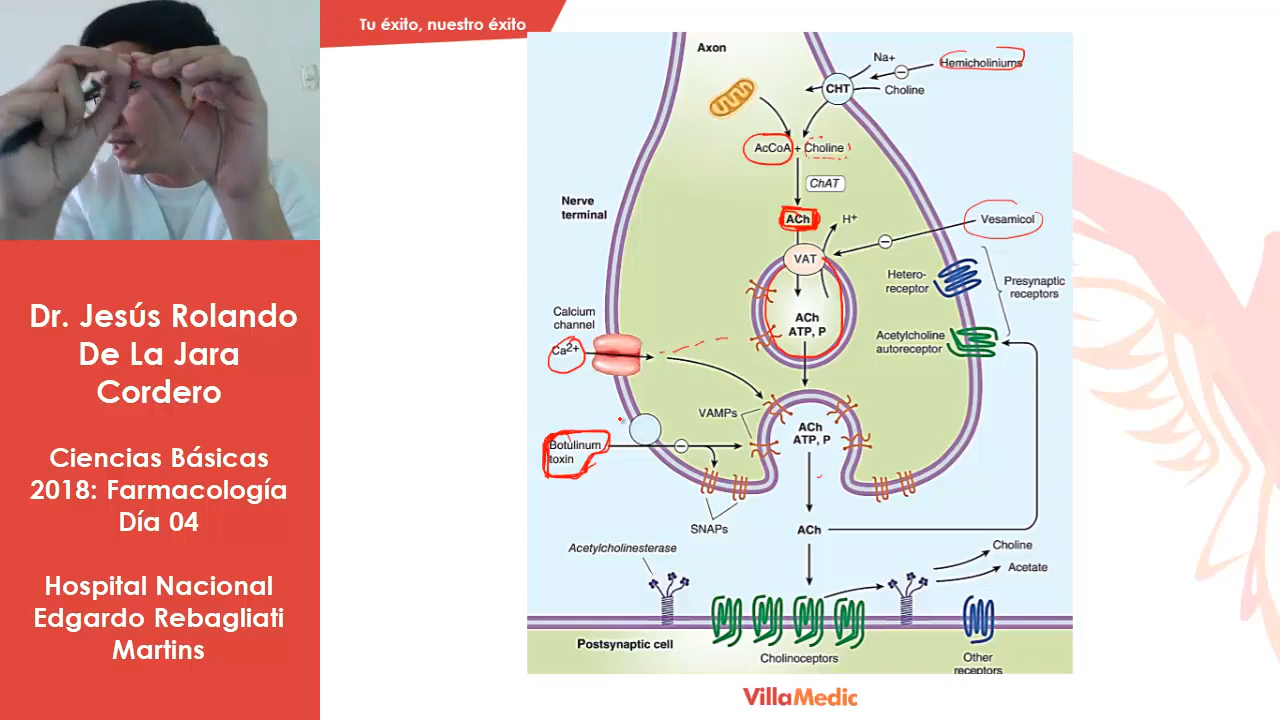 Tu éxito, nuestro éxito
Dr. Jesús Rolando
De La Jara
Cordero
Ciencias Básicas
2018: Farmacología
Día 04
Hospital Nacional
Edgardo Rebagliati
Martins
Axon
Na+
Hemicholiniums
CHT
Choline
AcCoA + Choline
ChAT
Nerve
terminal
ACh
H+
Vesamicol
VAT
Hetero-
receptor
Presynaptic
receptors
ACh
ATP, P
Calcium
channel
Acetylcholine
autoreceptor
Ca2+
VAMPs
ACh
ATP, P
Botulinum
toxin
SNAPs
ACh
Acetylcholinesterase
Choline
Acetate
Postsynaptic cell
Cholinoceptors
Other
receptors
VillaMedic